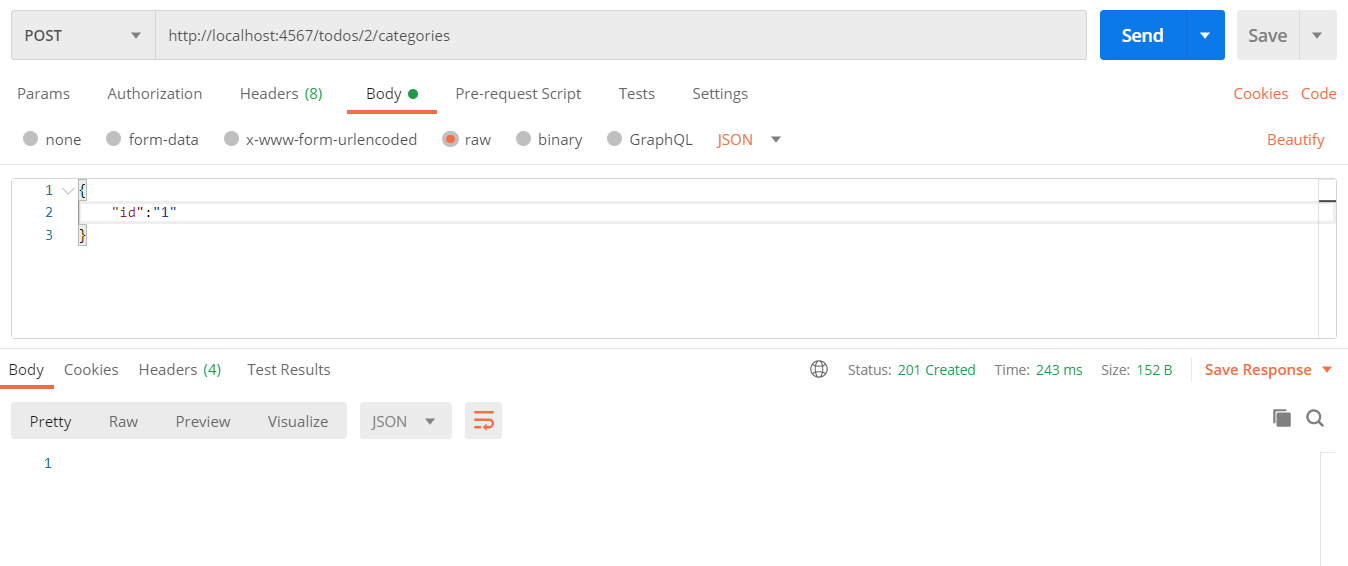 POST http://localhost:4567/todos/2/categories Send Save
Params Authorization Headers (8) Body Pre-request Script Tests Settings Cookies Code
none form-data x-www-form-urlencoded raw binary GraphQL JSON Beautify
1 {
2 "id":"1"
3 }
Body Cookies Headers (4) Test Results Status: 201 Created Time: 243 ms Size: 152 B Save Response
Pretty Raw Preview Visualize JSON
1